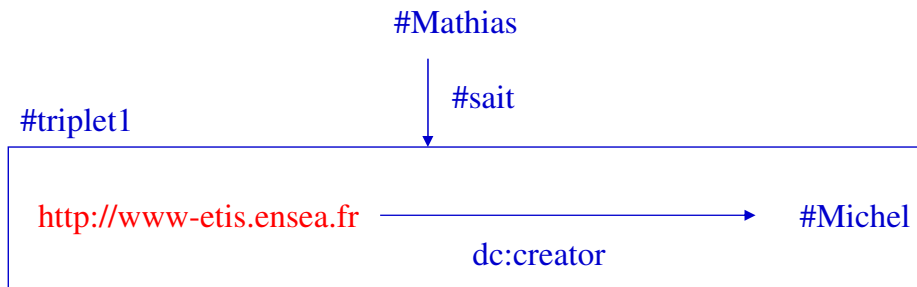 #Mathias
#sait
#triplet1
http://www-etis.ensea.fr
#Michel
dc:creator